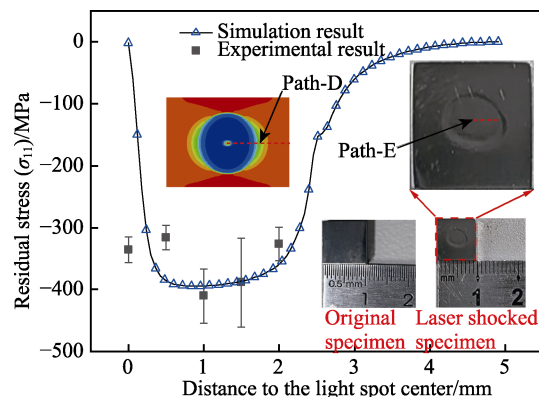 Simulation result
Experimental result
Path-D
Path-E
Residual stress (σ₁₁)/MPa
0
−100
−200
−300
−400
−500
0.5mm
1 2
mm 1 2
Original
specimen
Laser shocked
specimen
0 1 2 3 4 5 6
Distance to the light spot center/mm